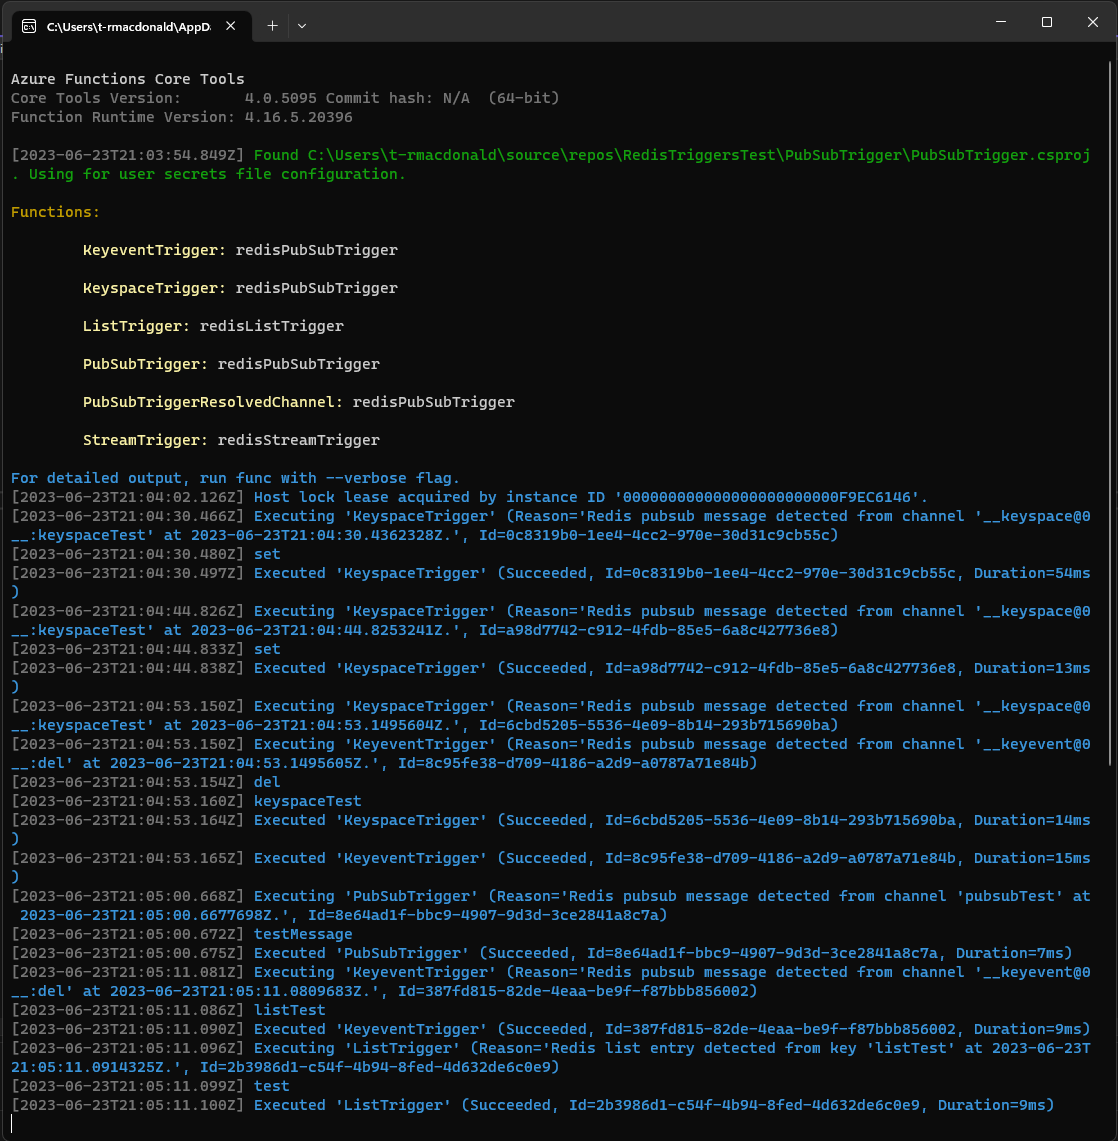 C:\Users\t-rmacdonald\AppD
Azure Functions Core Tools
Core Tools Version:       4.0.5095 Commit hash: N/A  (64-bit)
Function Runtime Version: 4.16.5.20396
[2023-06-23T21:03:54.849Z] Found C:\Users\t-rmacdonald\source\repos\RedisTriggersTest\PubSubTrigger\PubSubTrigger.csproj
. Using for user secrets file configuration.
Functions:
KeyeventTrigger: redisPubSubTrigger
KeyspaceTrigger: redisPubSubTrigger
ListTrigger: redisListTrigger
PubSubTrigger: redisPubSubTrigger
PubSubTriggerResolvedChannel: redisPubSubTrigger
StreamTrigger: redisStreamTrigger
For detailed output, run func with --verbose flag.
[2023-06-23T21:04:02.126Z] Host lock lease acquired by instance ID '000000000000000000000000F9EC6146'.
[2023-06-23T21:04:30.466Z] Executing 'KeyspaceTrigger' (Reason='Redis pubsub message detected from channel '__keyspace@0
__:keyspaceTest' at 2023-06-23T21:04:30.4362328Z.', Id=0c8319b0-1ee4-4cc2-970e-30d31c9cb55c)
[2023-06-23T21:04:30.480Z] set
[2023-06-23T21:04:30.497Z] Executed 'KeyspaceTrigger' (Succeeded, Id=0c8319b0-1ee4-4cc2-970e-30d31c9cb55c, Duration=54ms
)
[2023-06-23T21:04:44.826Z] Executing 'KeyspaceTrigger' (Reason='Redis pubsub message detected from channel '__keyspace@0
__:keyspaceTest' at 2023-06-23T21:04:44.8253241Z.', Id=a98d7742-c912-4fdb-85e5-6a8c427736e8)
[2023-06-23T21:04:44.833Z] set
[2023-06-23T21:04:44.838Z] Executed 'KeyspaceTrigger' (Succeeded, Id=a98d7742-c912-4fdb-85e5-6a8c427736e8, Duration=13ms
)
[2023-06-23T21:04:53.150Z] Executing 'KeyspaceTrigger' (Reason='Redis pubsub message detected from channel '__keyspace@0
__:keyspaceTest' at 2023-06-23T21:04:53.1495604Z.', Id=6cbd5205-5536-4e09-8b14-293b715690ba)
[2023-06-23T21:04:53.150Z] Executing 'KeyeventTrigger' (Reason='Redis pubsub message detected from channel '__keyevent@0
__:del' at 2023-06-23T21:04:53.1495605Z.', Id=8c95fe38-d709-4186-a2d9-a0787a71e84b)
[2023-06-23T21:04:53.154Z] del
[2023-06-23T21:04:53.160Z] keyspaceTest
[2023-06-23T21:04:53.164Z] Executed 'KeyspaceTrigger' (Succeeded, Id=6cbd5205-5536-4e09-8b14-293b715690ba, Duration=14ms
)
[2023-06-23T21:04:53.165Z] Executed 'KeyeventTrigger' (Succeeded, Id=8c95fe38-d709-4186-a2d9-a0787a71e84b, Duration=15ms
)
[2023-06-23T21:05:00.668Z] Executing 'PubSubTrigger' (Reason='Redis pubsub message detected from channel 'pubsubTest' at
 2023-06-23T21:05:00.6677698Z.', Id=8e64ad1f-bbc9-4907-9d3d-3ce2841a8c7a)
[2023-06-23T21:05:00.672Z] testMessage
[2023-06-23T21:05:00.675Z] Executed 'PubSubTrigger' (Succeeded, Id=8e64ad1f-bbc9-4907-9d3d-3ce2841a8c7a, Duration=7ms)
[2023-06-23T21:05:11.081Z] Executing 'KeyeventTrigger' (Reason='Redis pubsub message detected from channel '__keyevent@0
__:del' at 2023-06-23T21:05:11.0809683Z.', Id=387fd815-82de-4eaa-be9f-f87bbb856002)
[2023-06-23T21:05:11.086Z] listTest
[2023-06-23T21:05:11.090Z] Executed 'KeyeventTrigger' (Succeeded, Id=387fd815-82de-4eaa-be9f-f87bbb856002, Duration=9ms)
[2023-06-23T21:05:11.096Z] Executing 'ListTrigger' (Reason='Redis list entry detected from key 'listTest' at 2023-06-23T
21:05:11.0914325Z.', Id=2b3986d1-c54f-4b94-8fed-4d632de6c0e9)
[2023-06-23T21:05:11.099Z] test
[2023-06-23T21:05:11.100Z] Executed 'ListTrigger' (Succeeded, Id=2b3986d1-c54f-4b94-8fed-4d632de6c0e9, Duration=9ms)